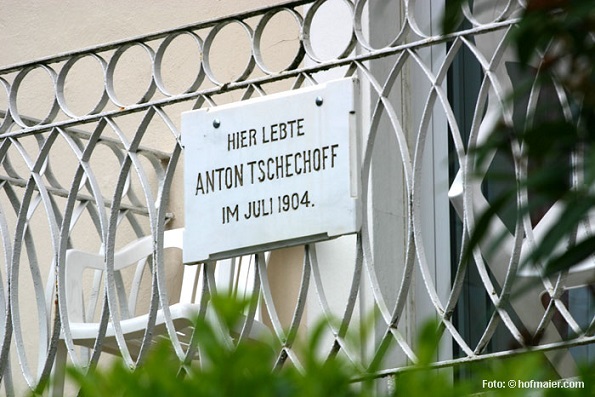 HIER LEBTE
ANTON TSCHECHOFF
IM JULI 1904.
Foto: © hofmaier.com